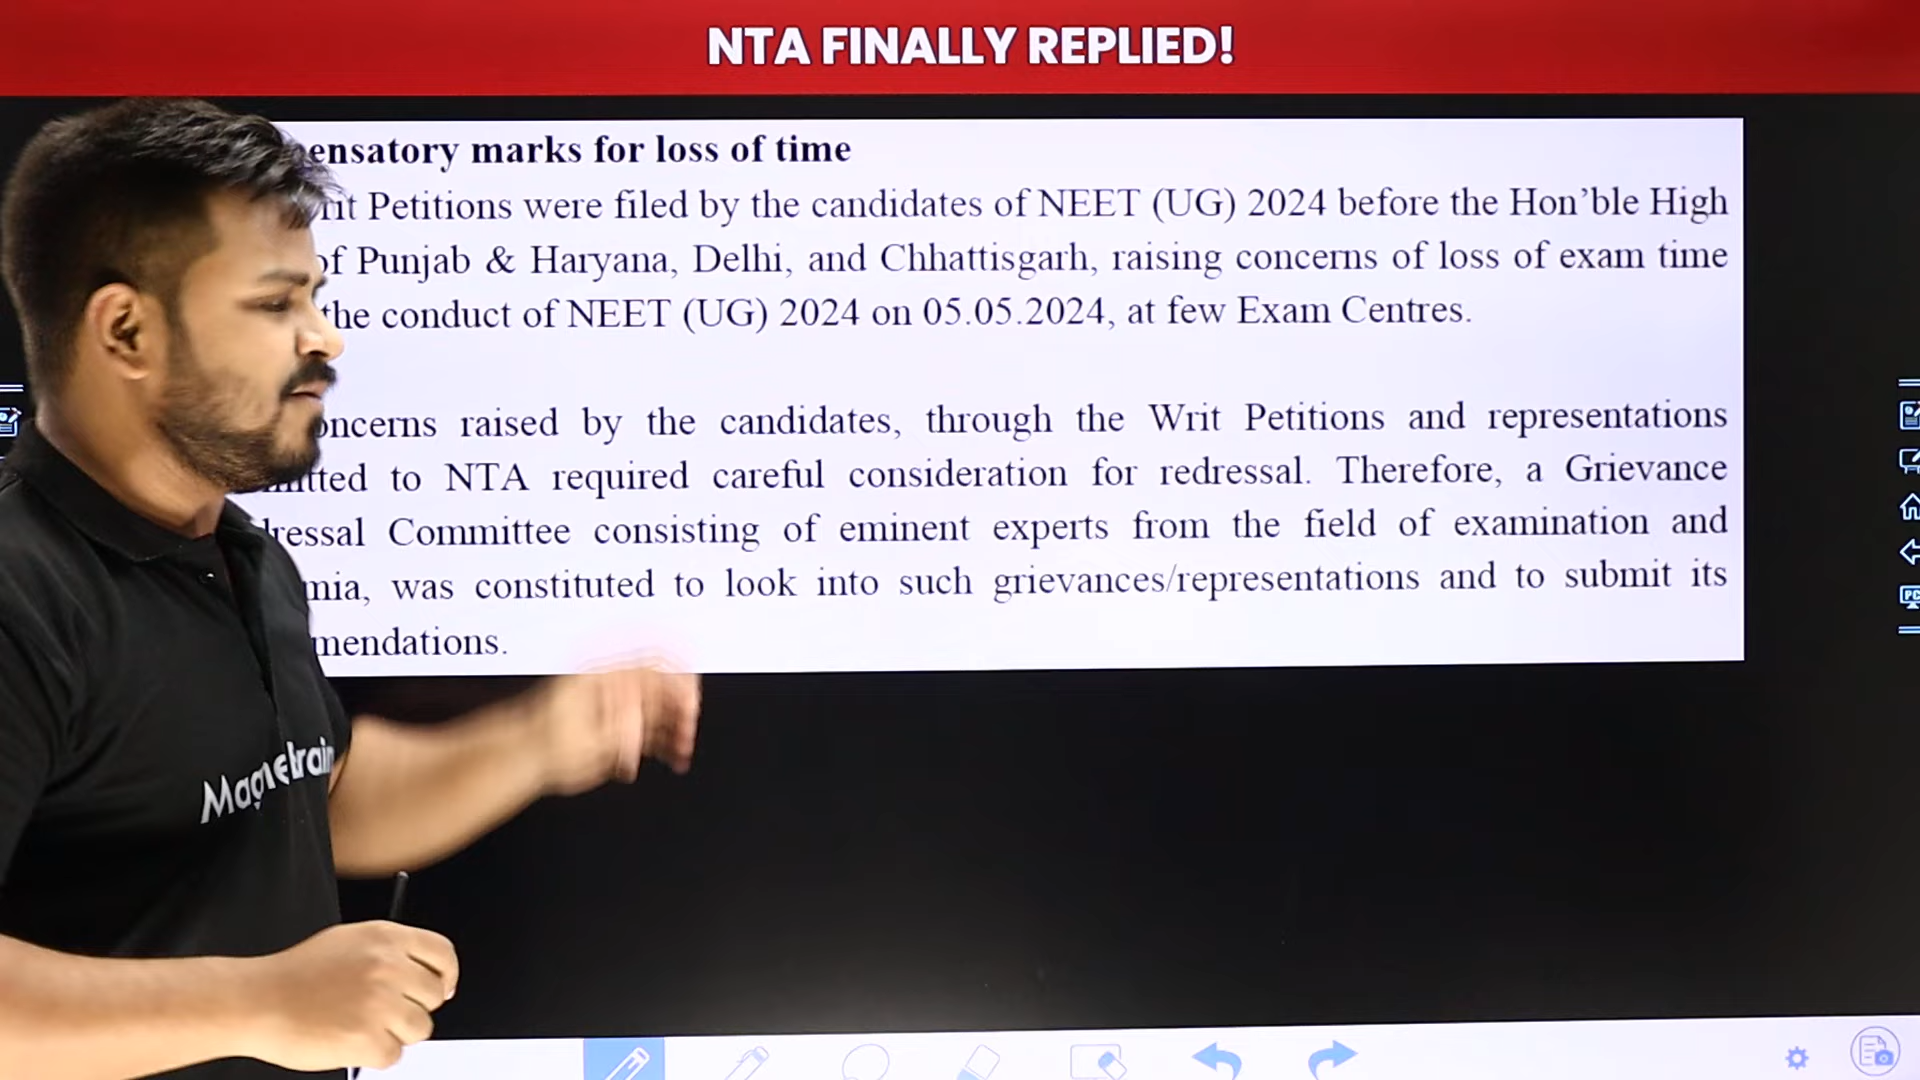 NTA FINALLY REPLIED!
ensatory marks for loss of time
Petitions were filed by the candidates of NEET (UG) 2024 before the Hon’ble High
of Punjab & Haryana, Delhi, and Chhattisgarh, raising concerns of loss of exam time
the conduct of NEET (UG) 2024 on 05.05.2024, at few Exam Centres.
oncerns raised by the candidates, through the Writ Petitions and representations
itted to NTA required careful consideration for redressal. Therefore, a Grievance
ressal Committee consisting of eminent experts from the field of examination and
mia, was constituted to look into such grievances/representations and to submit its
mendations.
Magnet Brain
PC